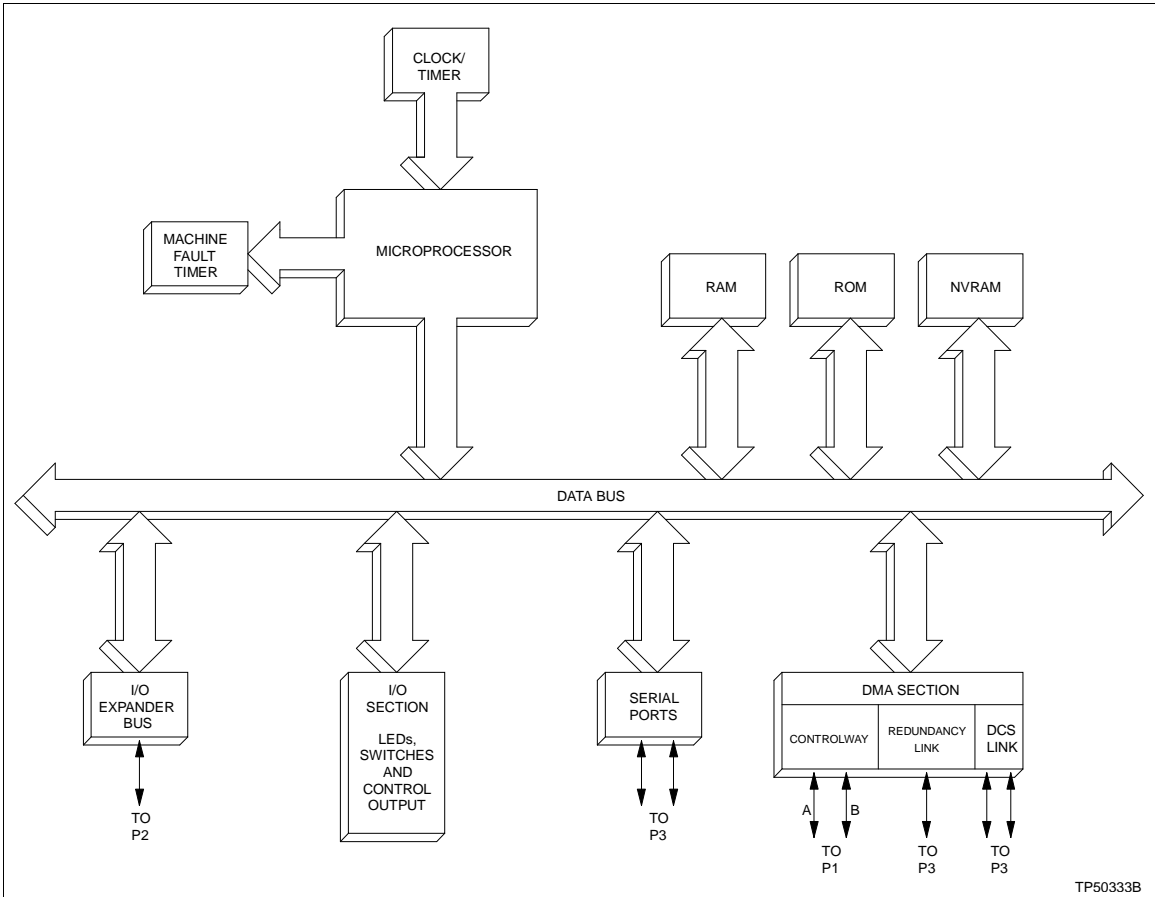 CLOCK/
TIMER
MACHINE
FAULT
TIMER
MICROPROCESSOR
RAM
ROM
NVRAM
DATA BUS
I/O
EXPANDER
BUS
TO
P2
I/O
SECTION
LEDs,
SWITCHES
AND
CONTROL
OUTPUT
SERIAL
PORTS
TO
P3
DMA SECTION
CONTROLWAY
REDUNDANCY
LINK
DCS
LINK
A
B
TO
P1
TO
P3
TO
P3
TP50333B